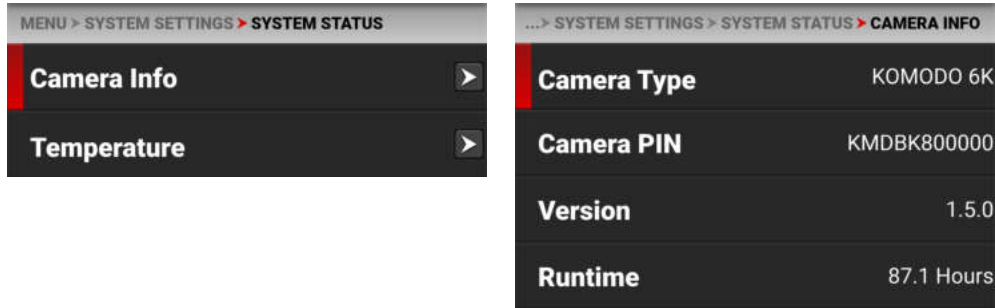 MENU > SYSTEM SETTINGS > SYSTEM STATUS
Camera Info
Temperature
...> SYSTEM SETTINGS > SYSTEM STATUS > CAMERA INFO
Camera Type KOMODO 6K
Camera PIN KMDBK800000
Version 1.5.0
Runtime 87.1 Hours